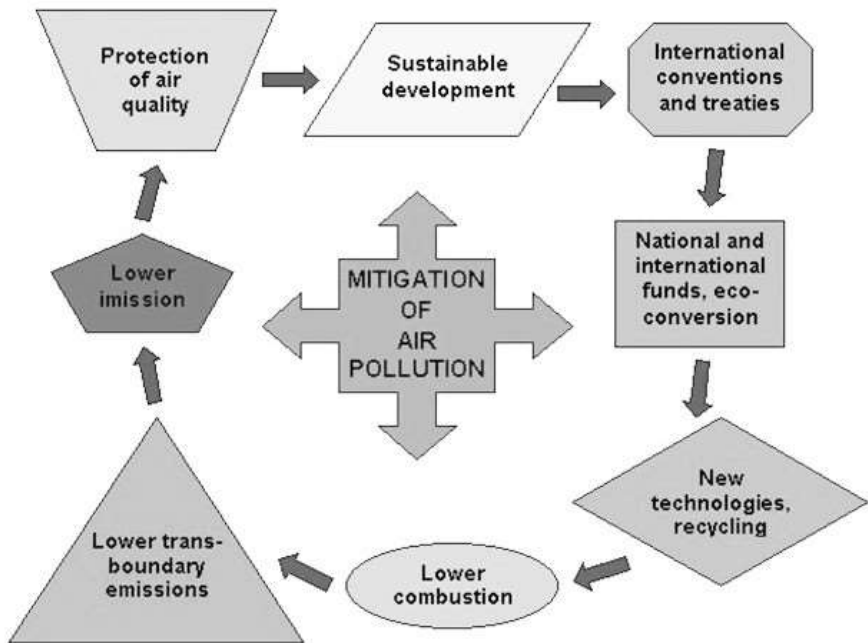 Protection
of air
quality
Sustainable
development
International
conventions
and treaties
National and
international
funds, eco-
conversion
New
technologies,
recycling
Lower
combustion
Lower trans-
boundary
emissions
Lower
imission
MITIGATION
OF
AIR
POLLUTION